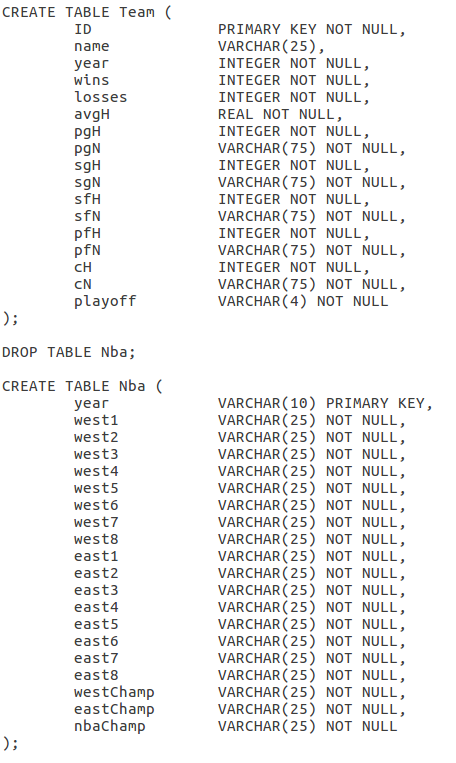 CREATE TABLE Team (
ID PRIMARY KEY NOT NULL,
name VARCHAR(25),
year INTEGER NOT NULL,
wins INTEGER NOT NULL,
losses INTEGER NOT NULL,
avgH REAL NOT NULL,
pgH INTEGER NOT NULL,
pgN VARCHAR(75) NOT NULL,
sgH INTEGER NOT NULL,
sgN VARCHAR(75) NOT NULL,
sfH INTEGER NOT NULL,
sfN VARCHAR(75) NOT NULL,
pfH INTEGER NOT NULL,
pfN VARCHAR(75) NOT NULL,
cH INTEGER NOT NULL,
cN VARCHAR(75) NOT NULL,
playoff VARCHAR(4) NOT NULL
);
DROP TABLE Nba;
CREATE TABLE Nba (
year VARCHAR(10) PRIMARY KEY,
west1 VARCHAR(25) NOT NULL,
west2 VARCHAR(25) NOT NULL,
west3 VARCHAR(25) NOT NULL,
west4 VARCHAR(25) NOT NULL,
west5 VARCHAR(25) NOT NULL,
west6 VARCHAR(25) NOT NULL,
west7 VARCHAR(25) NOT NULL,
west8 VARCHAR(25) NOT NULL,
east1 VARCHAR(25) NOT NULL,
east2 VARCHAR(25) NOT NULL,
east3 VARCHAR(25) NOT NULL,
east4 VARCHAR(25) NOT NULL,
east5 VARCHAR(25) NOT NULL,
east6 VARCHAR(25) NOT NULL,
east7 VARCHAR(25) NOT NULL,
east8 VARCHAR(25) NOT NULL,
westChamp VARCHAR(25) NOT NULL,
eastChamp VARCHAR(25) NOT NULL,
nbaChamp VARCHAR(25) NOT NULL
);